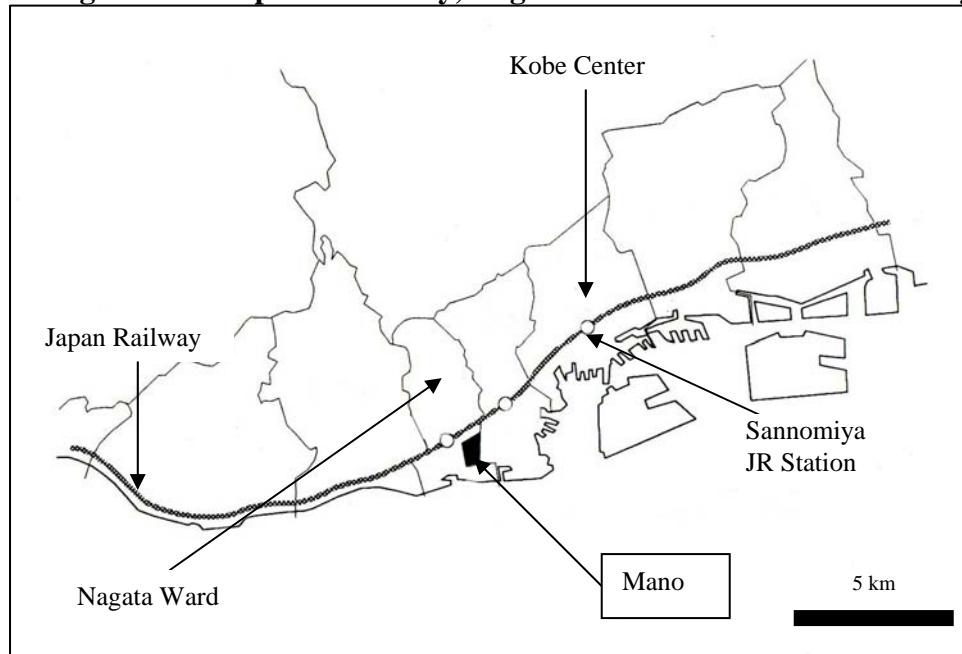 Kobe Center
Japan Railway
Sannomiya
JR Station
Mano
Nagata Ward
5 km